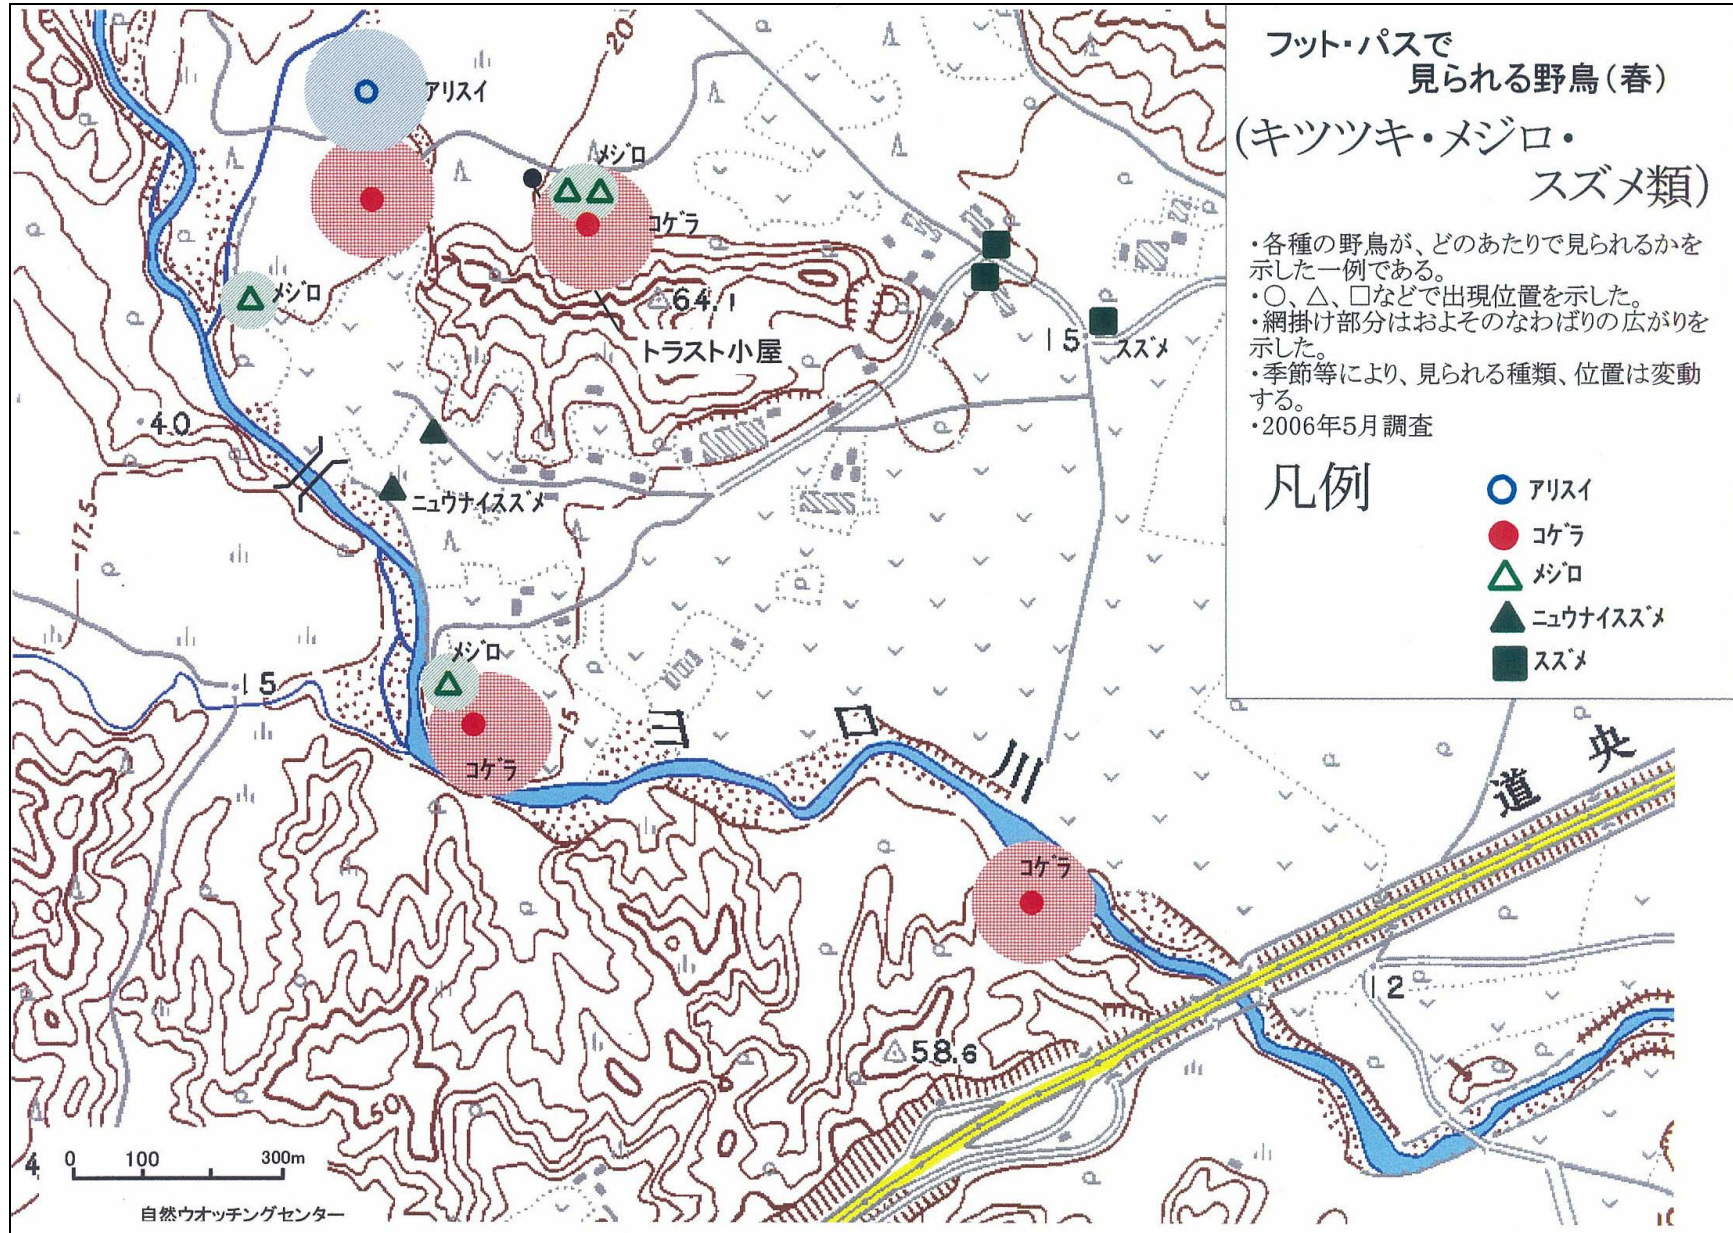 フット・パスで
見られる野鳥(春)
(キツツキ・メジロ・
スズメ類)
・各種の野鳥が、どのあたりで見られるかを
示した一例である。
・○、△、□などで出現位置を示した。
・網掛け部分はおよそのなわばりの広がりを
示した。
・季節等により、見られる種類、位置は変動
する。
・2006年5月調査
凡例
アリスイ
コゲラ
メジロ
ニュウナイスズメ
スズメ
20
アリスイ
メジロ
コゲラ
メジロ
64.1
トラスト小屋
15
スズメ
40
ニュウナイスズメ
17.5
メジロ
15
15
コゲラ
川
コゲラ
道
央
12
58.6
50
4
0 100 300m
自然ウオッチングセンター